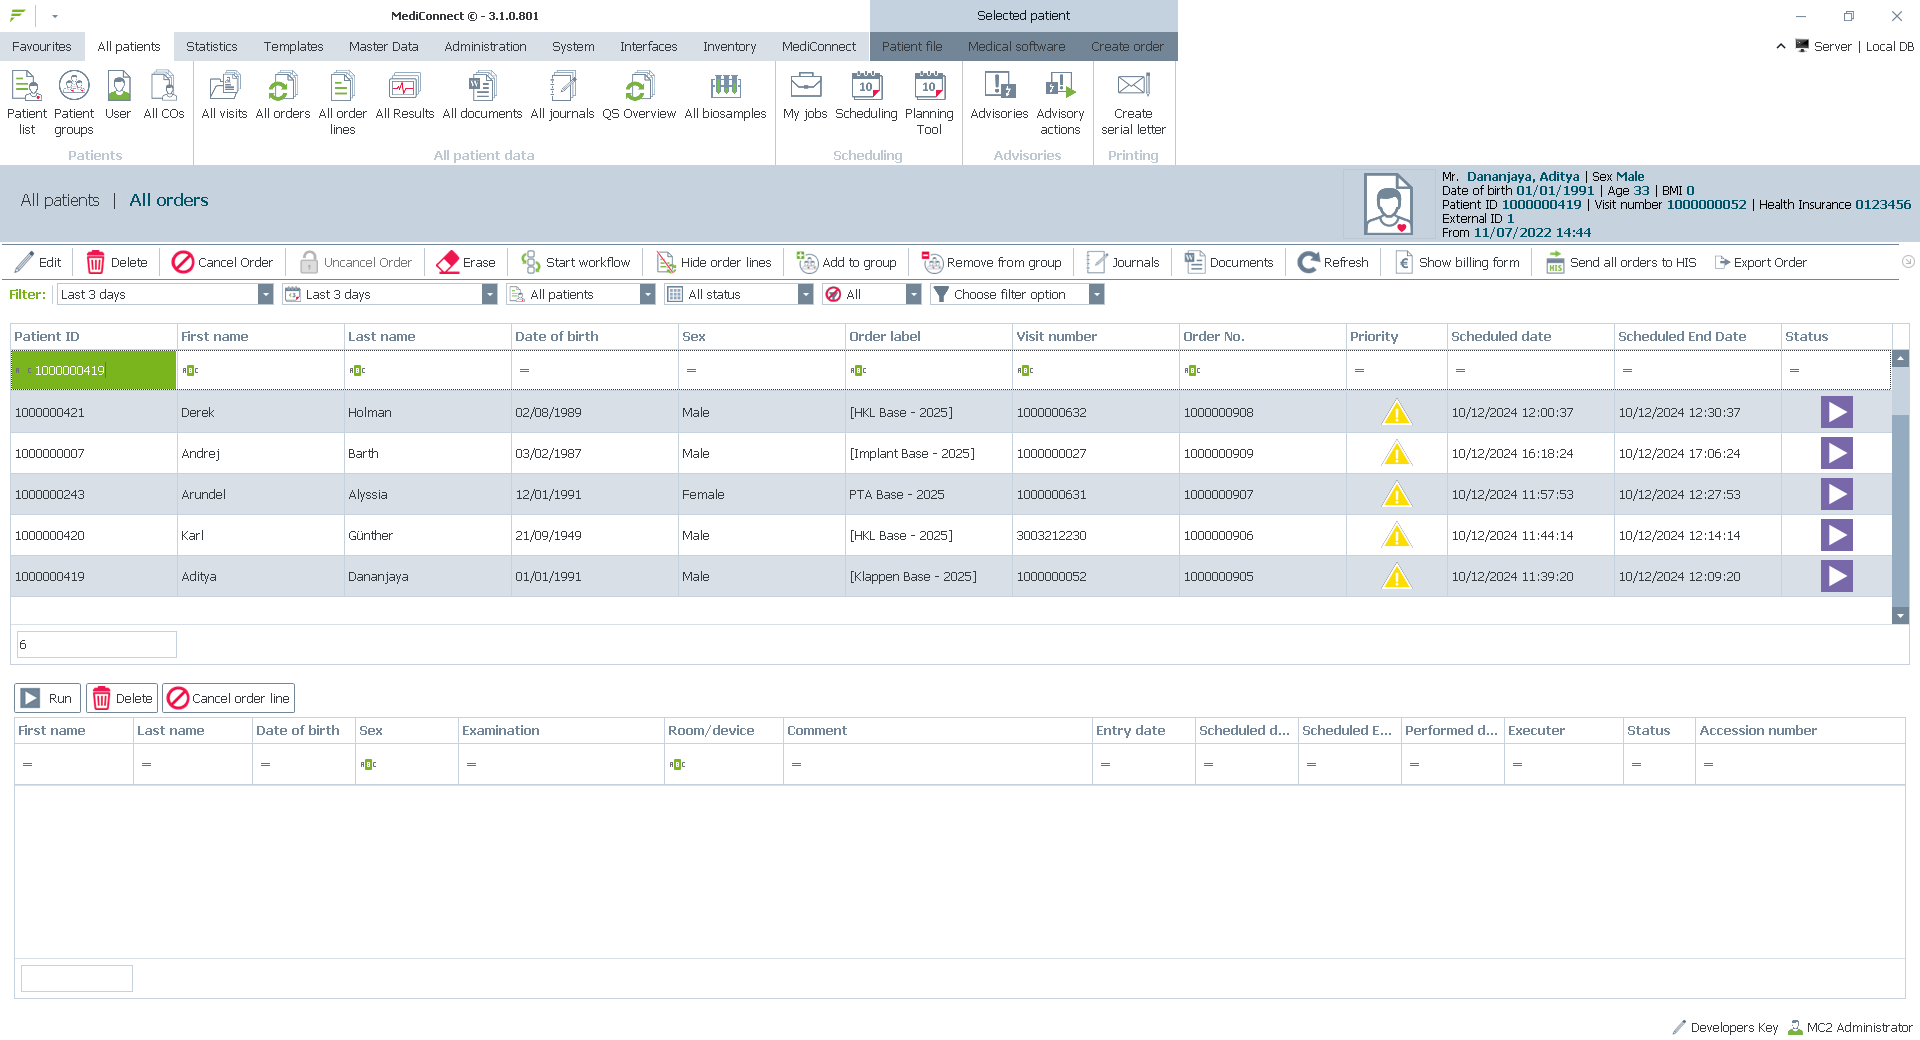 MediConnect © - 3.1.0.801
Selected patient
Favourites All patients Statistics Templates Master Data Administration System Interfaces Inventory MediConnect Patient file Medical software Create order
Server | Local DB
Patient list Patient groups User All COs All visits All orders All order lines All Results All documents All journals QS Overview All biosamples My jobs Scheduling Planning Tool Advisories Advisory actions Create serial letter
10 10
Patients All patient data Scheduling Advisories Printing
All patients | All orders
Mr. Dananjaya, Aditya | Sex Male
Date of birth 01/01/1991 | Age 33 | BMI 0
Patient ID 1000000419 | Visit number 1000000052 | Health Insurance 0123456
External ID 1
From 11/07/2022 14:44
Edit Delete Cancel Order Uncancel Order Erase Start workflow Hide order lines Add to group Remove from group Journals Documents Refresh Show billing form Send all orders to HIS Export Order
Filter: Last 3 days Last 3 days All patients All status All Choose filter option
Patient ID First name Last name Date of birth Sex Order label Visit number Order No. Priority Scheduled date Scheduled End Date Status
1000000419 = = = = = =
1000000421 Derek Holman 02/08/1989 Male [HKL Base - 2025] 1000000632 1000000908 10/12/2024 12:00:37 10/12/2024 12:30:37
1000000007 Andrej Barth 03/02/1987 Male [Implant Base - 2025] 1000000027 1000000909 10/12/2024 16:18:24 10/12/2024 17:06:24
1000000243 Arundel Alyssia 12/01/1991 Female PTA Base - 2025 1000000631 1000000907 10/12/2024 11:57:53 10/12/2024 12:27:53
1000000420 Karl Günther 21/09/1949 Male [HKL Base - 2025] 3003212230 1000000906 10/12/2024 11:44:14 10/12/2024 12:14:14
1000000419 Aditya Dananjaya 01/01/1991 Male [Klappen Base - 2025] 1000000052 1000000905 10/12/2024 11:39:20 10/12/2024 12:09:20
6
Run Delete Cancel order line
First name Last name Date of birth Sex Examination Room/device Comment Entry date Scheduled d... Scheduled E... Performed d... Executer Status Accession number
= = = = = = = = = = = =
Developers Key MC2 Administrator